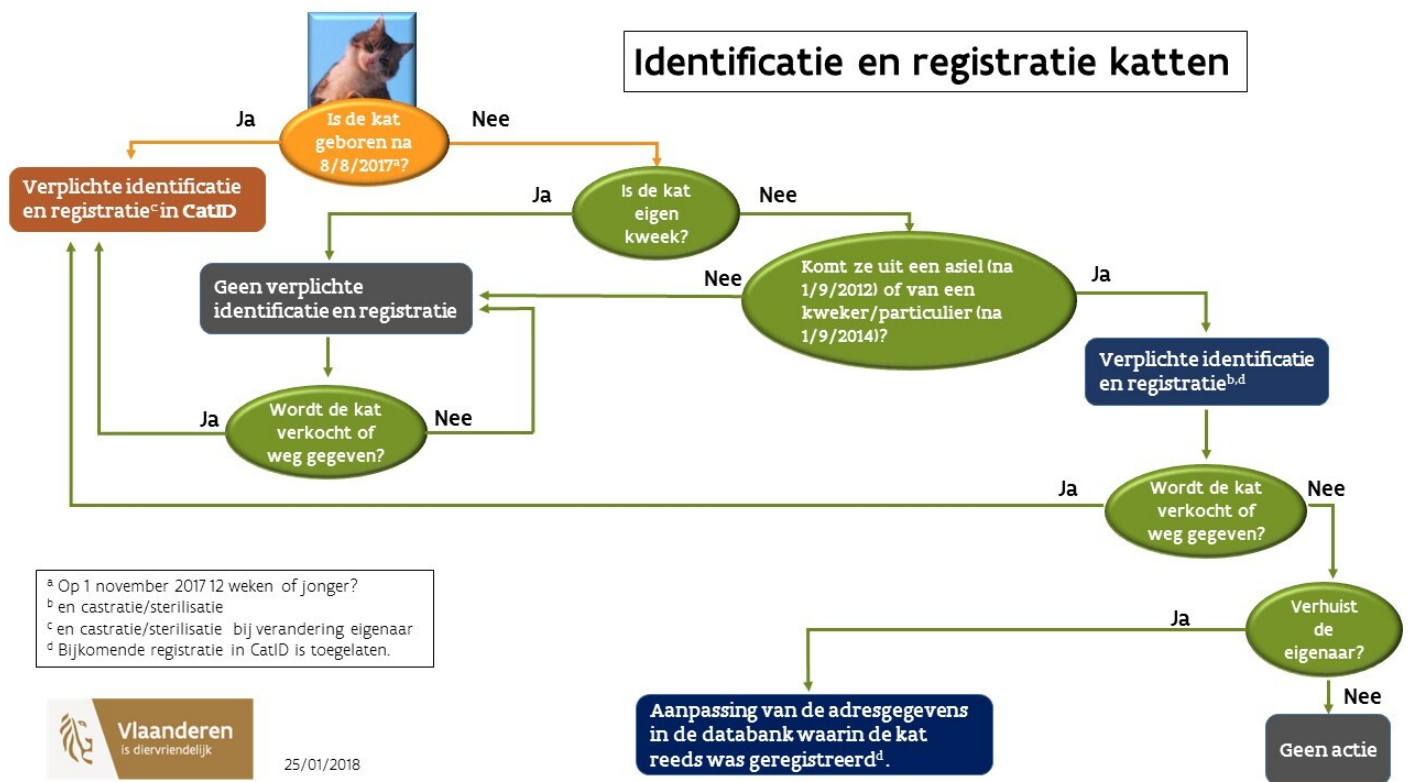 Identificatie en registratie katten
Ja
Is de kat
geboren na
8/8/2017ª?
Nee
Verplichte identificatie
en registratieᶜ in CatID
Ja
Is de kat
eigen
kweek?
Nee
Geen verplichte
identificatie en registratie
Nee
Komt ze uit een asiel (na
1/9/2012) of van een
kweker/particulier (na
1/9/2014)?
Ja
Verplichte identificatie
en registratieᵇ,ᵈ
Ja
Wordt de kat
verkocht of
weg gegeven?
Nee
Ja
Wordt de kat
verkocht of
weg gegeven?
Nee
ª Op 1 november 2017 12 weken of jonger?
ᵇ en castratie/sterilisatie
ᶜ en castratie/sterilisatie bij verandering eigenaar
ᵈ Bijkomende registratie in CatID is toegelaten.
Ja
Verhuist
de
eigenaar?
Nee
Aanpassing van de adresgegevens
in de databank waarin de kat
reeds was geregistreerdᵈ.
Geen actie
Vlaanderen
is diervriendelijk
25/01/2018